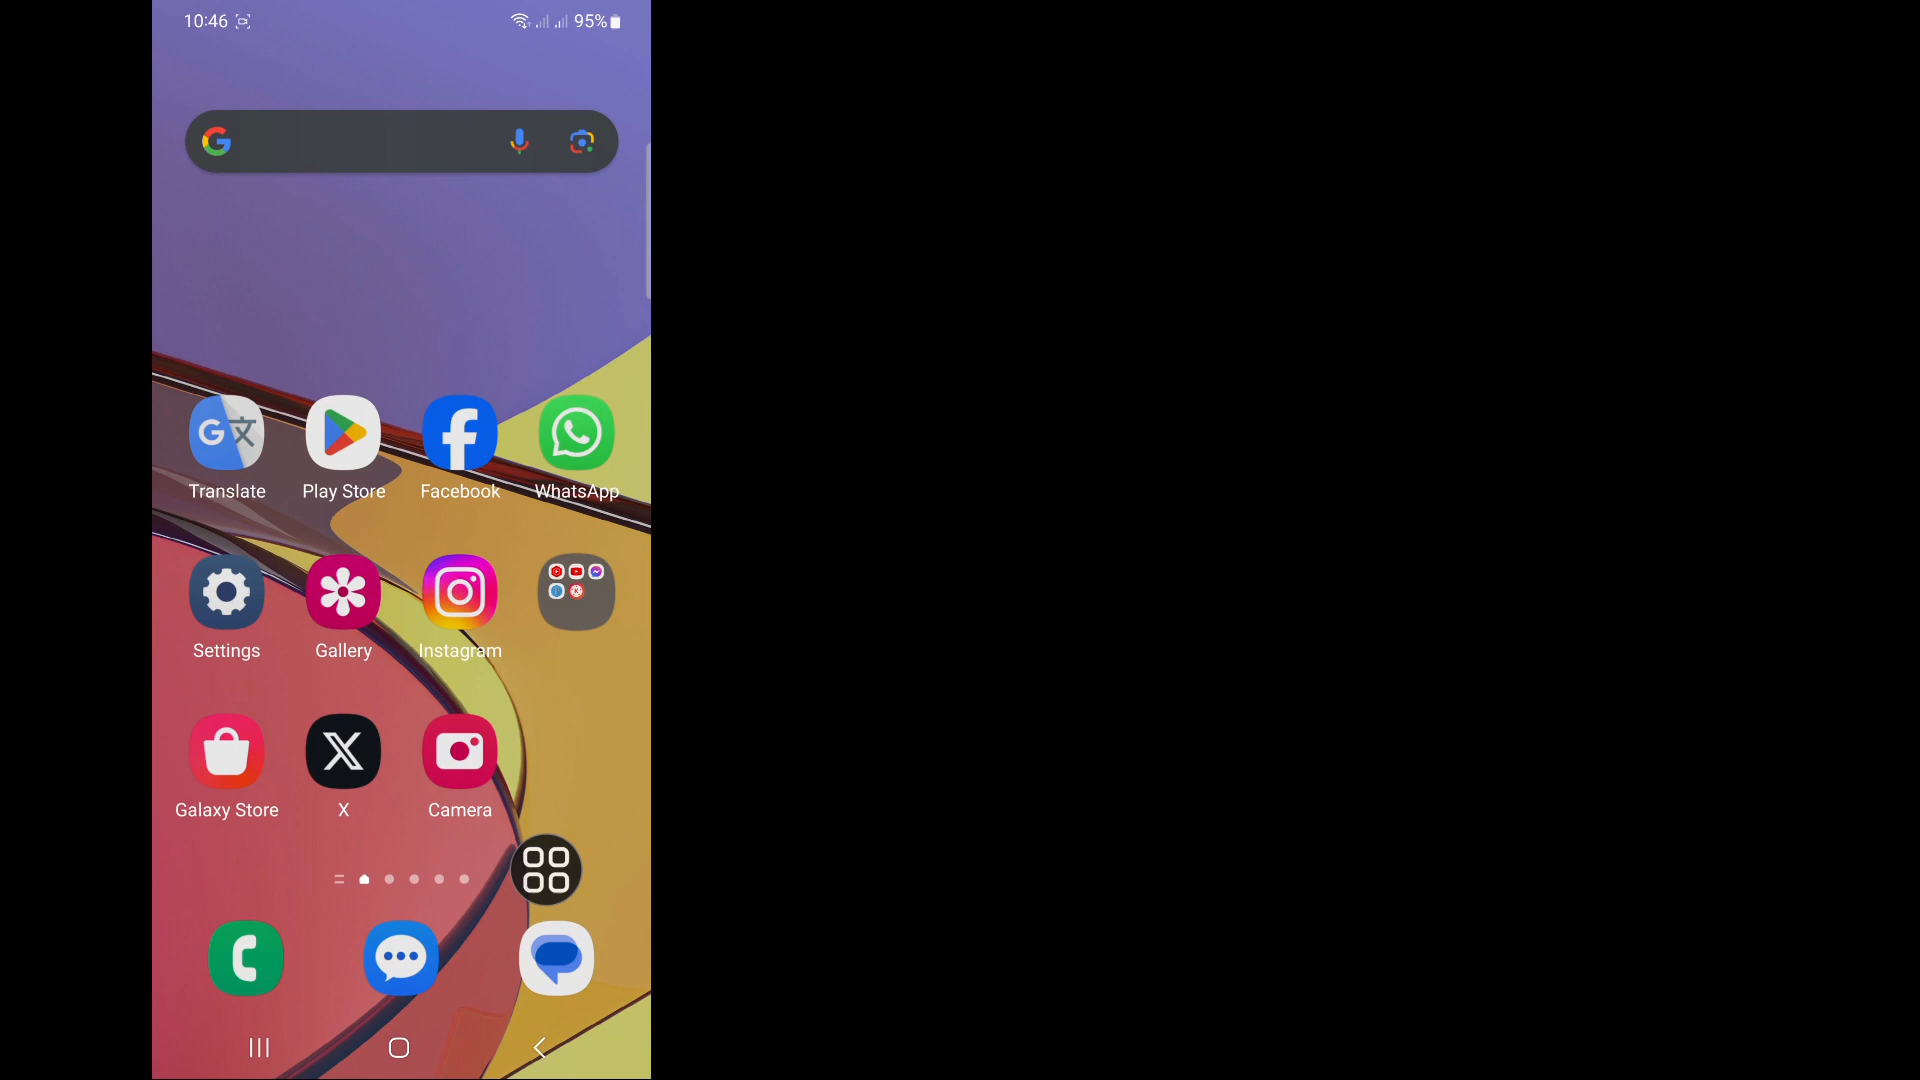 10:46 95%
Translate Play Store Facebook WhatsApp
Settings Gallery Instagram
Galaxy Store X Camera